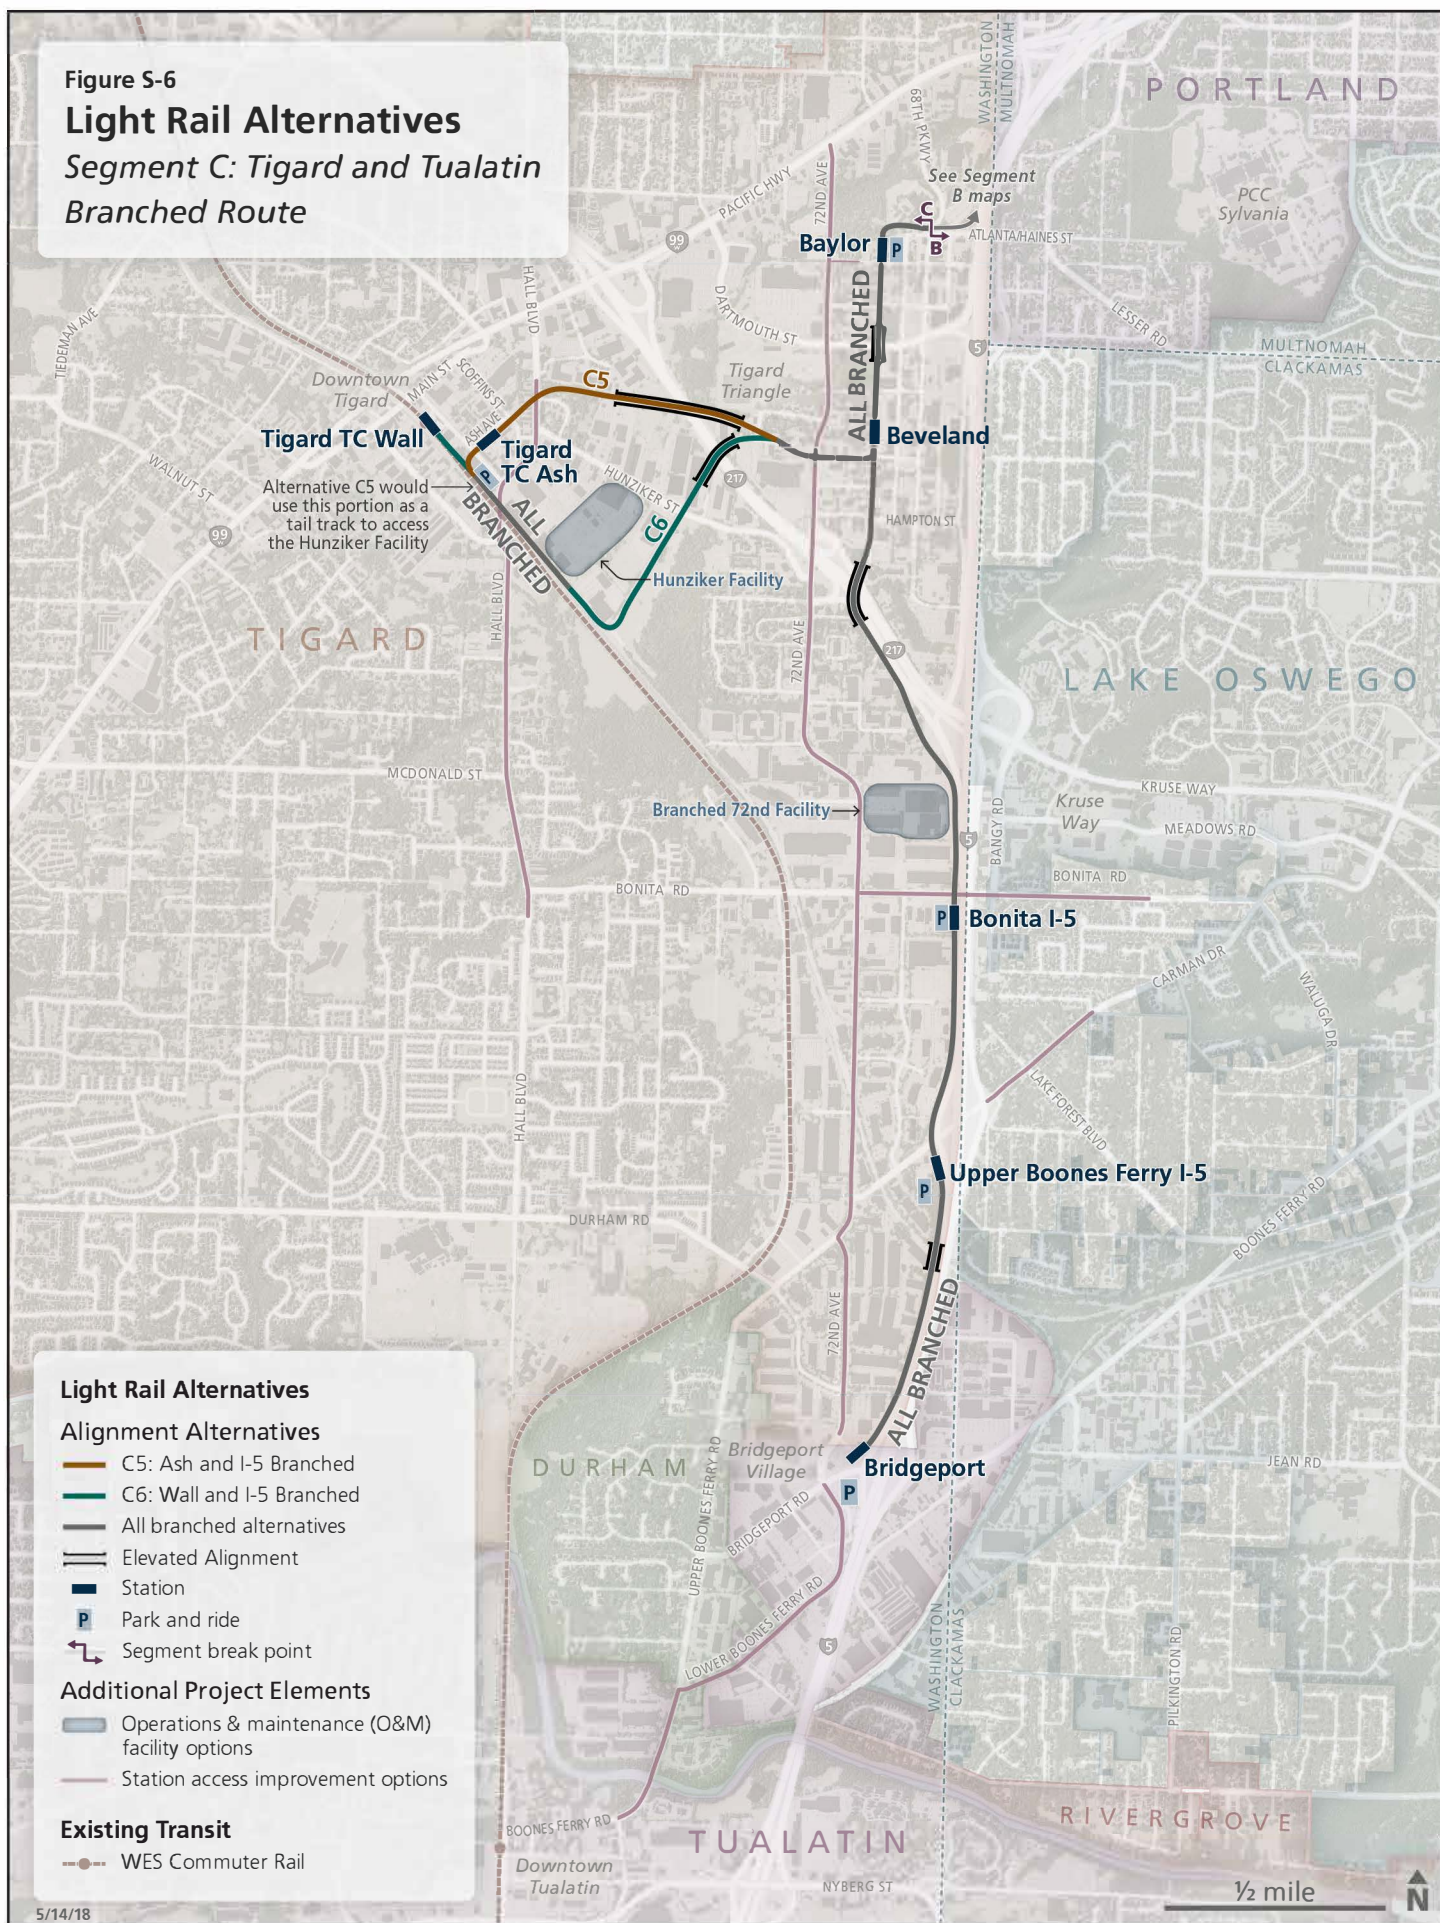 Figure S-6
Light Rail Alternatives
Segment C: Tigard and Tualatin
Branched Route
WASHINGTON
MULTNOMAH
PORTLAND
68TH PKWY
72ND AVE
PACIFIC HWY
99
See Segment
B maps
PCC
Sylvania
C
B
ATLANTA/HAINES ST
Baylor
P
HALL BLVD
DARTMOUTH ST
ALL BRANCHED
LESSER RD
TIEDEMAN AVE
5
MULTNOMAH
CLACKAMAS
Downtown
Tigard
MAIN ST
SCOFFINS ST
ASH AVE
C5
Tigard
Triangle
Tigard TC Wall
Tigard
TC Ash
P
Beveland
WALNUT ST
Alternative C5 would
use this portion as a
tail track to access
the Hunziker Facility
HUNZIKER ST
217
99
ALL
BRANCHED
C6
HAMPTON ST
Hunziker Facility
HALL BLVD
72ND AVE
217
TIGARD
LAKE OSWEGO
MCDONALD ST
Branched 72nd Facility
KRUSE WAY
Kruse
Way
BANGY RD
MEADOWS RD
5
BONITA RD
BONITA RD
P
Bonita I-5
CARMAN DR
WALUGA DR
HALL BLVD
LAKE FOREST BLVD
Upper Boones Ferry I-5
P
DURHAM RD
BOONES FERRY RD
72ND AVE
ALL BRANCHED
Bridgeport
Village
Bridgeport
P
DURHAM
UPPER BOONES FERRY RD
BRIDGEPORT RD
JEAN RD
LOWER BOONES FERRY RD
5
WASHINGTON
CLACKAMAS
PILKINGTON RD
RIVERGROVE
BOONES FERRY RD
TUALATIN
Downtown
Tualatin
NYBERG ST
Light Rail Alternatives
Alignment Alternatives
C5: Ash and I-5 Branched
C6: Wall and I-5 Branched
All branched alternatives
Elevated Alignment
Station
P Park and ride
Segment break point
Additional Project Elements
Operations & maintenance (O&M)
facility options
Station access improvement options
Existing Transit
WES Commuter Rail
5/14/18
½ mile
N